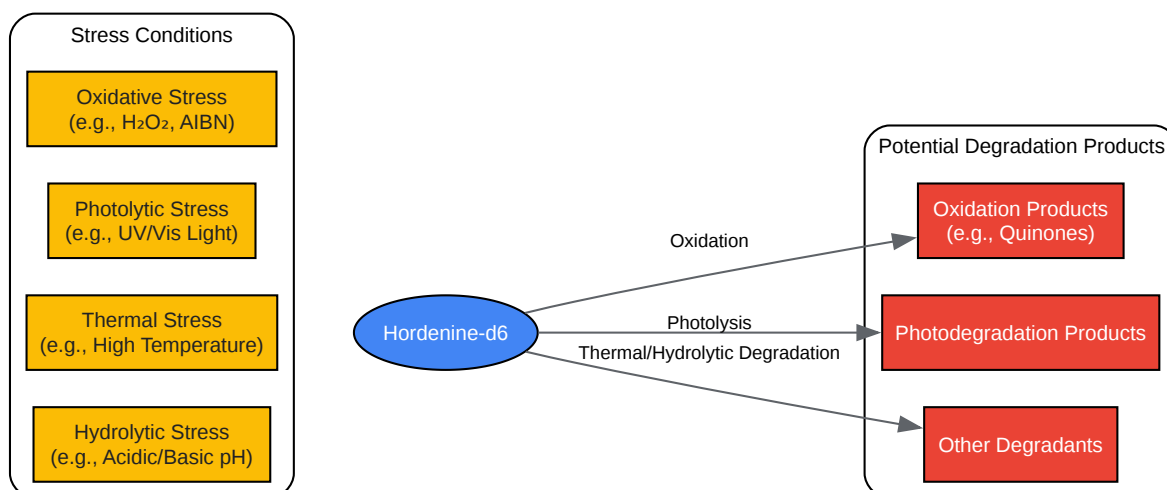 Stress Conditions
Oxidative Stress
(e.g., H₂O₂, AIBN)
Photolytic Stress
(e.g., UV/Vis Light)
Thermal Stress
(e.g., High Temperature)
Hydrolytic Stress
(e.g., Acidic/Basic pH)
Hordenine-d6
Oxidation
Photolysis
Thermal/Hydrolytic Degradation
Potential Degradation Products
Oxidation Products
(e.g., Quinones)
Photodegradation Products
Other Degradants